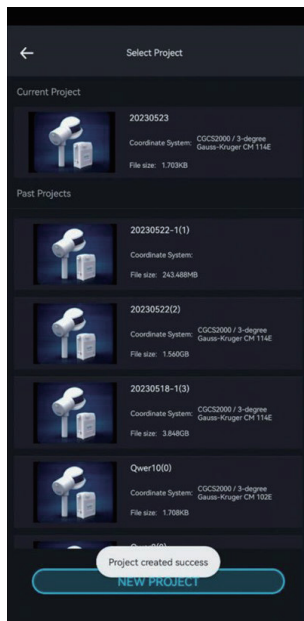 Select Project
Current Project
20230523
Coordinate System: CGCS2000 / 3-degree
Gauss-Kruger CM 114E
File size: 1.703KB
Past Projects
20230522-1(1)
Coordinate System:
File size: 243.488MB
20230522(2)
Coordinate System: CGCS2000 / 3-degree
Gauss-Kruger CM 114E
File size: 1.560GB
20230518-1(3)
Coordinate System: CGCS2000 / 3-degree
Gauss-Kruger CM 114E
File size: 3.848GB
Qwer10(0)
Coordinate System: CGCS2000 / 3-degree
Gauss-Kruger CM 102E
File size: 1.708KB
Project created success
NEW PROJECT